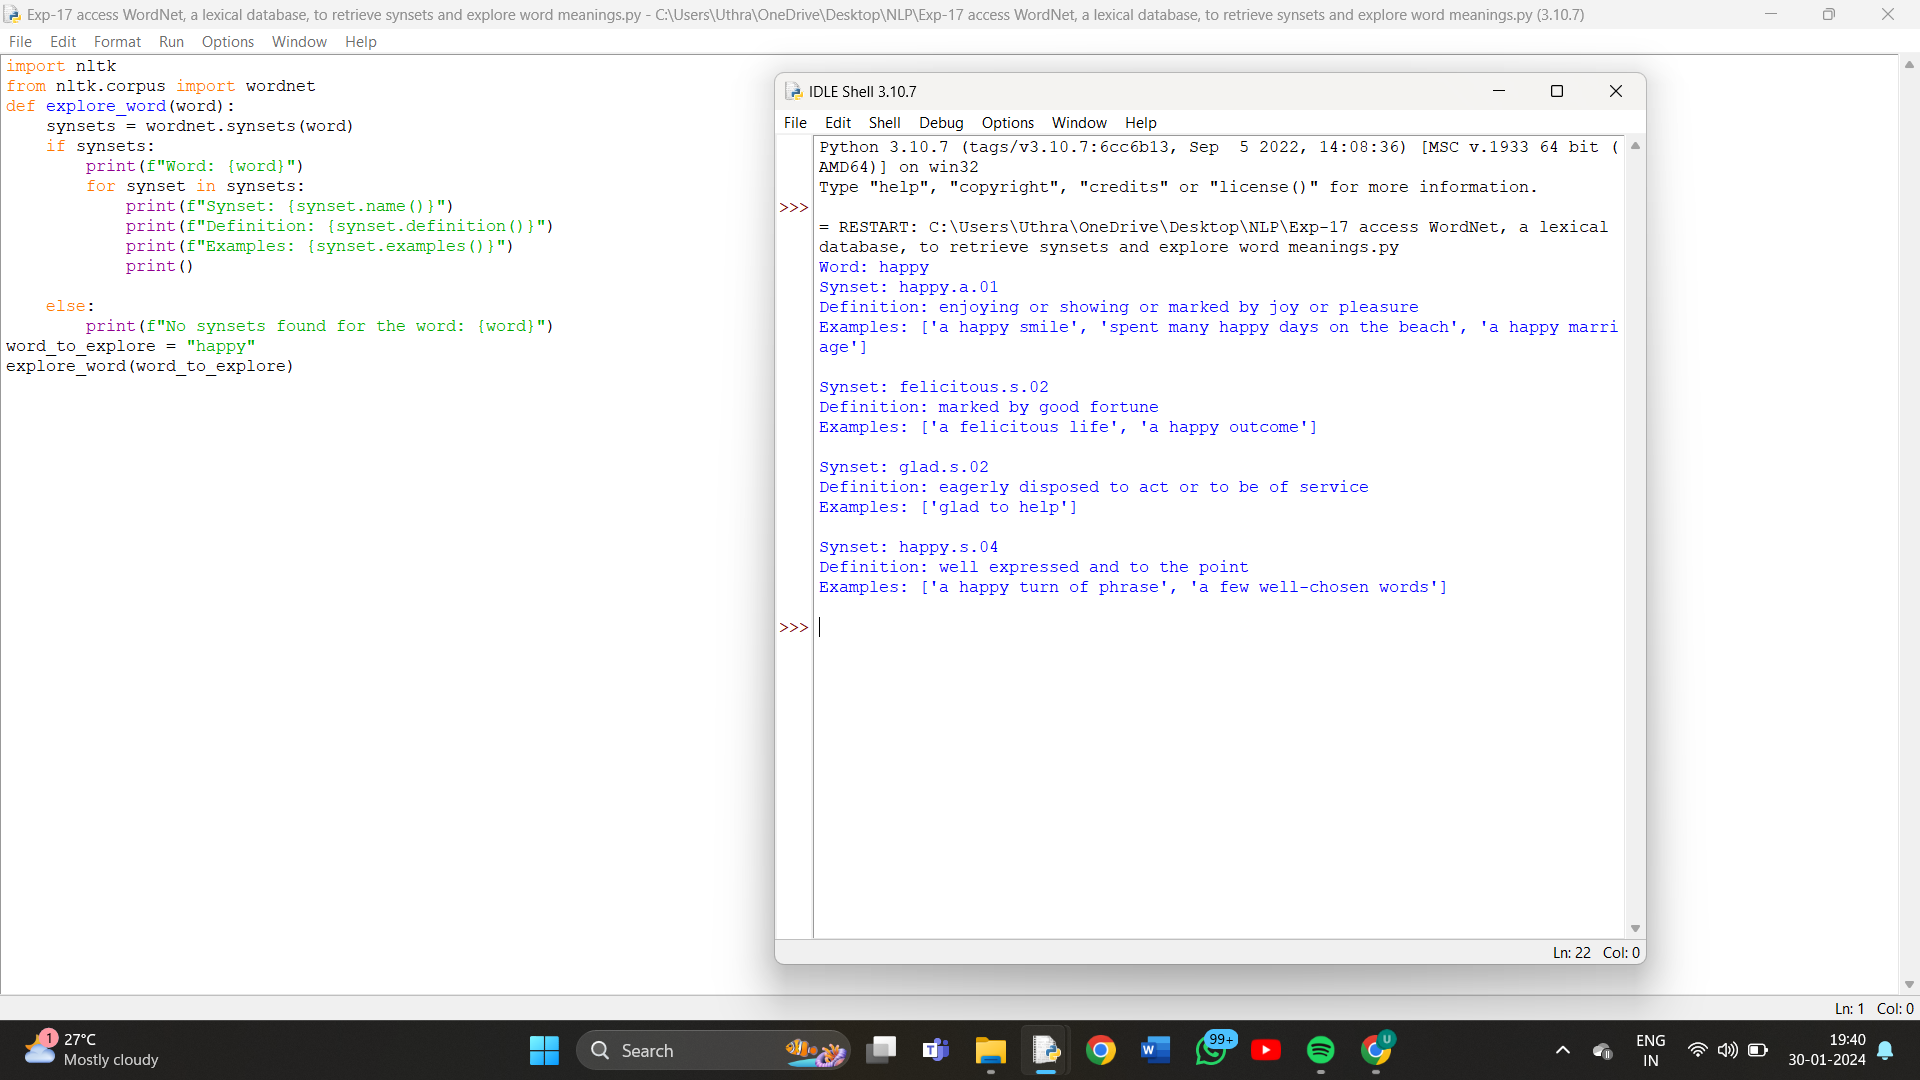 Exp-17 access WordNet, a lexical database, to retrieve synsets and explore word meanings.py - C:\Users\Uthra\OneDrive\Desktop\NLP\Exp-17 access WordNet, a lexical database, to retrieve synsets and explore word meanings.py (3.10.7)
File Edit Format Run Options Window Help
import nltk
from nltk.corpus import wordnet
def explore_word(word):
    synsets = wordnet.synsets(word)
    if synsets:
        print(f"Word: {word}")
        for synset in synsets:
            print(f"Synset: {synset.name()}")
            print(f"Definition: {synset.definition()}")
            print(f"Examples: {synset.examples()}")
            print()
    else:
        print(f"No synsets found for the word: {word}")
word_to_explore = "happy"
explore_word(word_to_explore)
IDLE Shell 3.10.7
File Edit Shell Debug Options Window Help
Python 3.10.7 (tags/v3.10.7:6cc6b13, Sep  5 2022, 14:08:36) [MSC v.1933 64 bit (
AMD64)] on win32
Type "help", "copyright", "credits" or "license()" for more information.
>>>
= RESTART: C:\Users\Uthra\OneDrive\Desktop\NLP\Exp-17 access WordNet, a lexical
database, to retrieve synsets and explore word meanings.py
Word: happy
Synset: happy.a.01
Definition: enjoying or showing or marked by joy or pleasure
Examples: ['a happy smile', 'spent many happy days on the beach', 'a happy marri
age']
Synset: felicitous.s.02
Definition: marked by good fortune
Examples: ['a felicitous life', 'a happy outcome']
Synset: glad.s.02
Definition: eagerly disposed to act or to be of service
Examples: ['glad to help']
Synset: happy.s.04
Definition: well expressed and to the point
Examples: ['a happy turn of phrase', 'a few well-chosen words']
>>>
Ln: 22 Col: 0
Ln: 1 Col: 0
1
27°C
Mostly cloudy
Search
T
W
99+
U
ENG
IN
19:40
30-01-2024